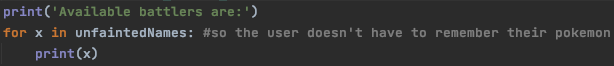 print('Available battlers are:')
for x in unfaintedNames: #so the user doesn't have to remember their pokemon
    print(x)